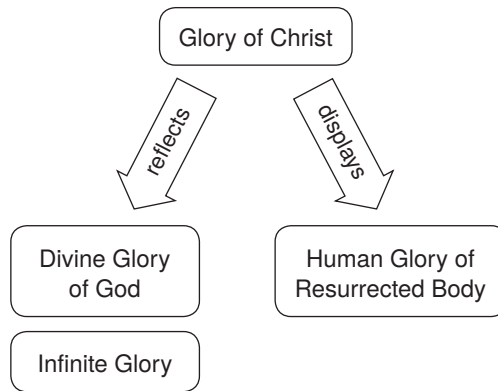 Glory of Christ
reflects
displays
Divine Glory
of God
Human Glory of
Resurrected Body
Infinite Glory